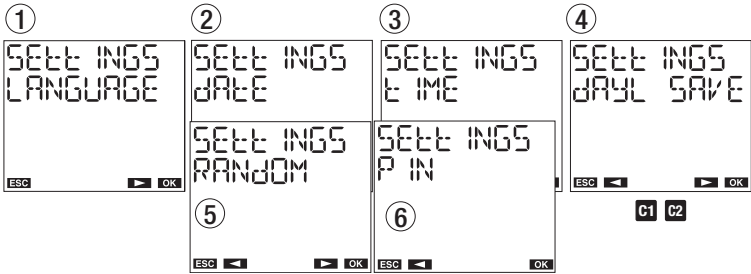 1
SEtt INGS
LANGUAGE
ESC OK
2
SEtt INGS
dAtE
3
SEtt INGS
t IME
4
SEtt INGS
dAYL SAVE
ESC OK
C1 C2
SEtt INGS
RANdOM
5
ESC OK
SEtt INGS
P IN
6
ESC OK